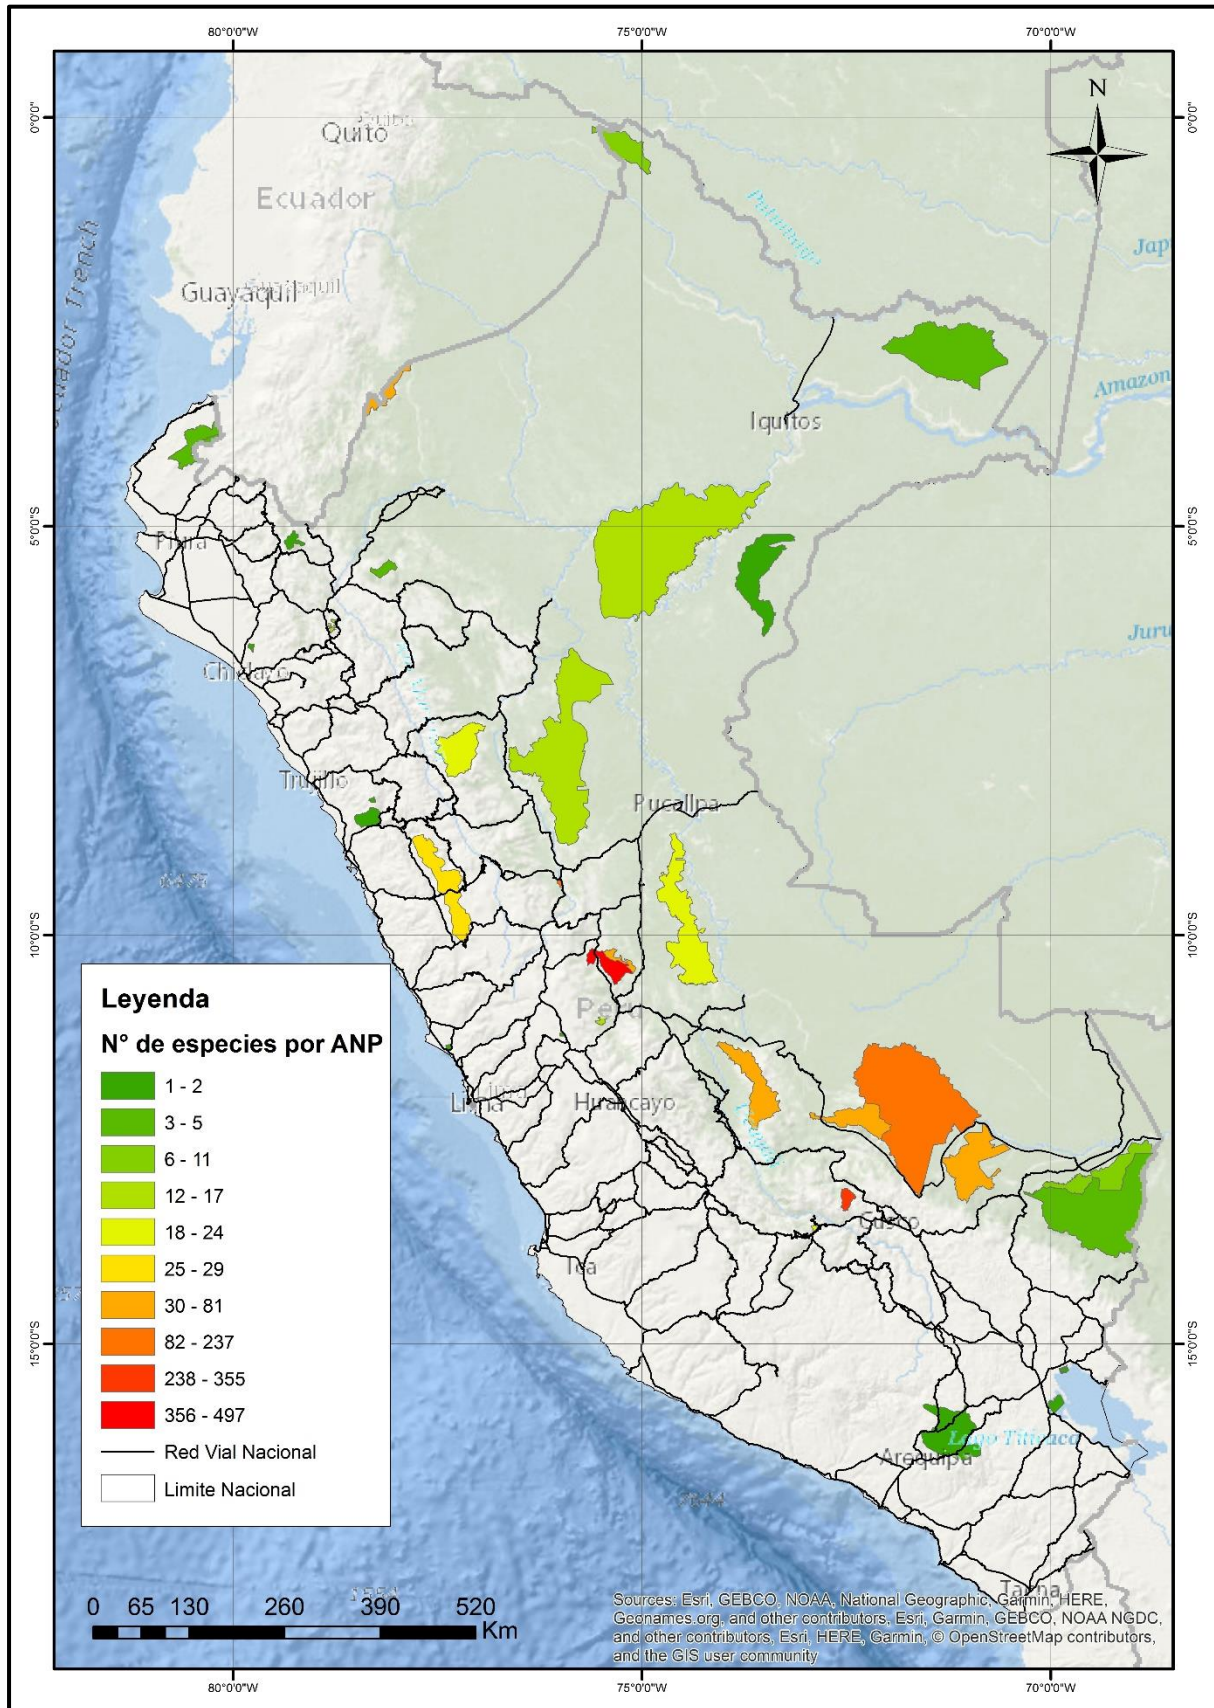 80°0'0"W
75°0'0"W
70°0'0"W
N
0°0'0"
0°0'0"
Quito
Ecuador
Putumayo
Japu
Guayaquil
Ecuador Trench
Amazon
Iquitos
5°0'0"S
5°0'0"S
Piura
Juru
Chiclayo
Trujillo
Pucallpa
10°0'0"S
10°0'0"S
Perú
Lima
Huancayo
Cusco
Ica
15°0'0"S
15°0'0"S
Lago Titicaca
Arequipa
Tacna
Leyenda
N° de especies por ANP
1 - 2
3 - 5
6 - 11
12 - 17
18 - 24
25 - 29
30 - 81
82 - 237
238 - 355
356 - 497
Red Vial Nacional
Limite Nacional
0 65 130 260 390 520
Km
Sources: Esri, GEBCO, NOAA, National Geographic, Garmin, HERE,
Geonames.org, and other contributors, Esri, Garmin, GEBCO, NOAA NGDC,
and other contributors, Esri, HERE, Garmin, © OpenStreetMap contributors,
and the GIS user community
80°0'0"W
75°0'0"W
70°0'0"W